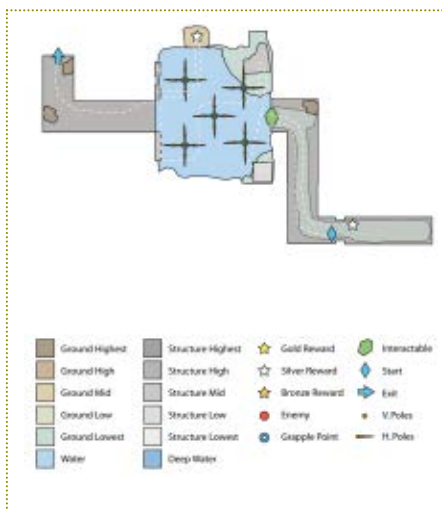 Ground Highest
Structure Highest
Gold Reward
Interactable
Ground High
Structure High
Silver Reward
Start
Ground Mid
Structure Mid
Bronze Reward
Exit
Ground Low
Structure Low
Enemy
V.Poles
Ground Lowest
Structure Lowest
Grapple Point
H.Poles
Water
Deep Water